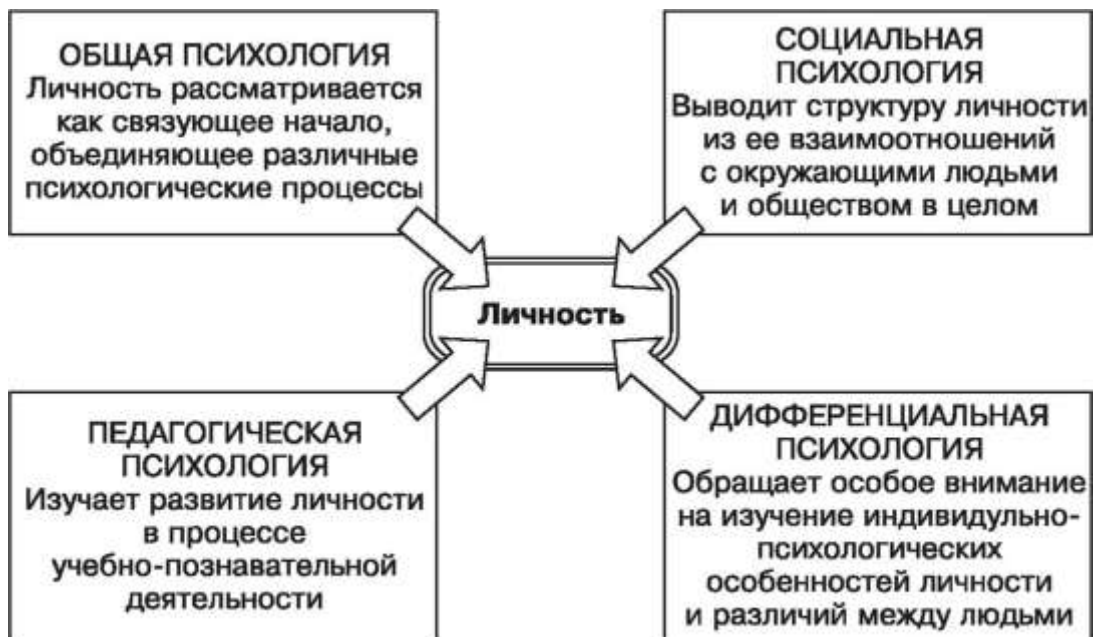 ОБЩАЯ ПСИХОЛОГИЯ
Личность рассматривается
как связующее начало,
объединяющее различные
психологические процессы
СОЦИАЛЬНАЯ
ПСИХОЛОГИЯ
Выводит структуру личности
из ее взаимоотношений
с окружающими людьми
и обществом в целом
Личность
ПЕДАГОГИЧЕСКАЯ
ПСИХОЛОГИЯ
Изучает развитие личности
в процессе
учебно-познавательной
деятельности
ДИФФЕРЕНЦИАЛЬНАЯ
ПСИХОЛОГИЯ
Обращает особое внимание
на изучение индивидульно-
психологических
особенностей личности
и различий между людьми